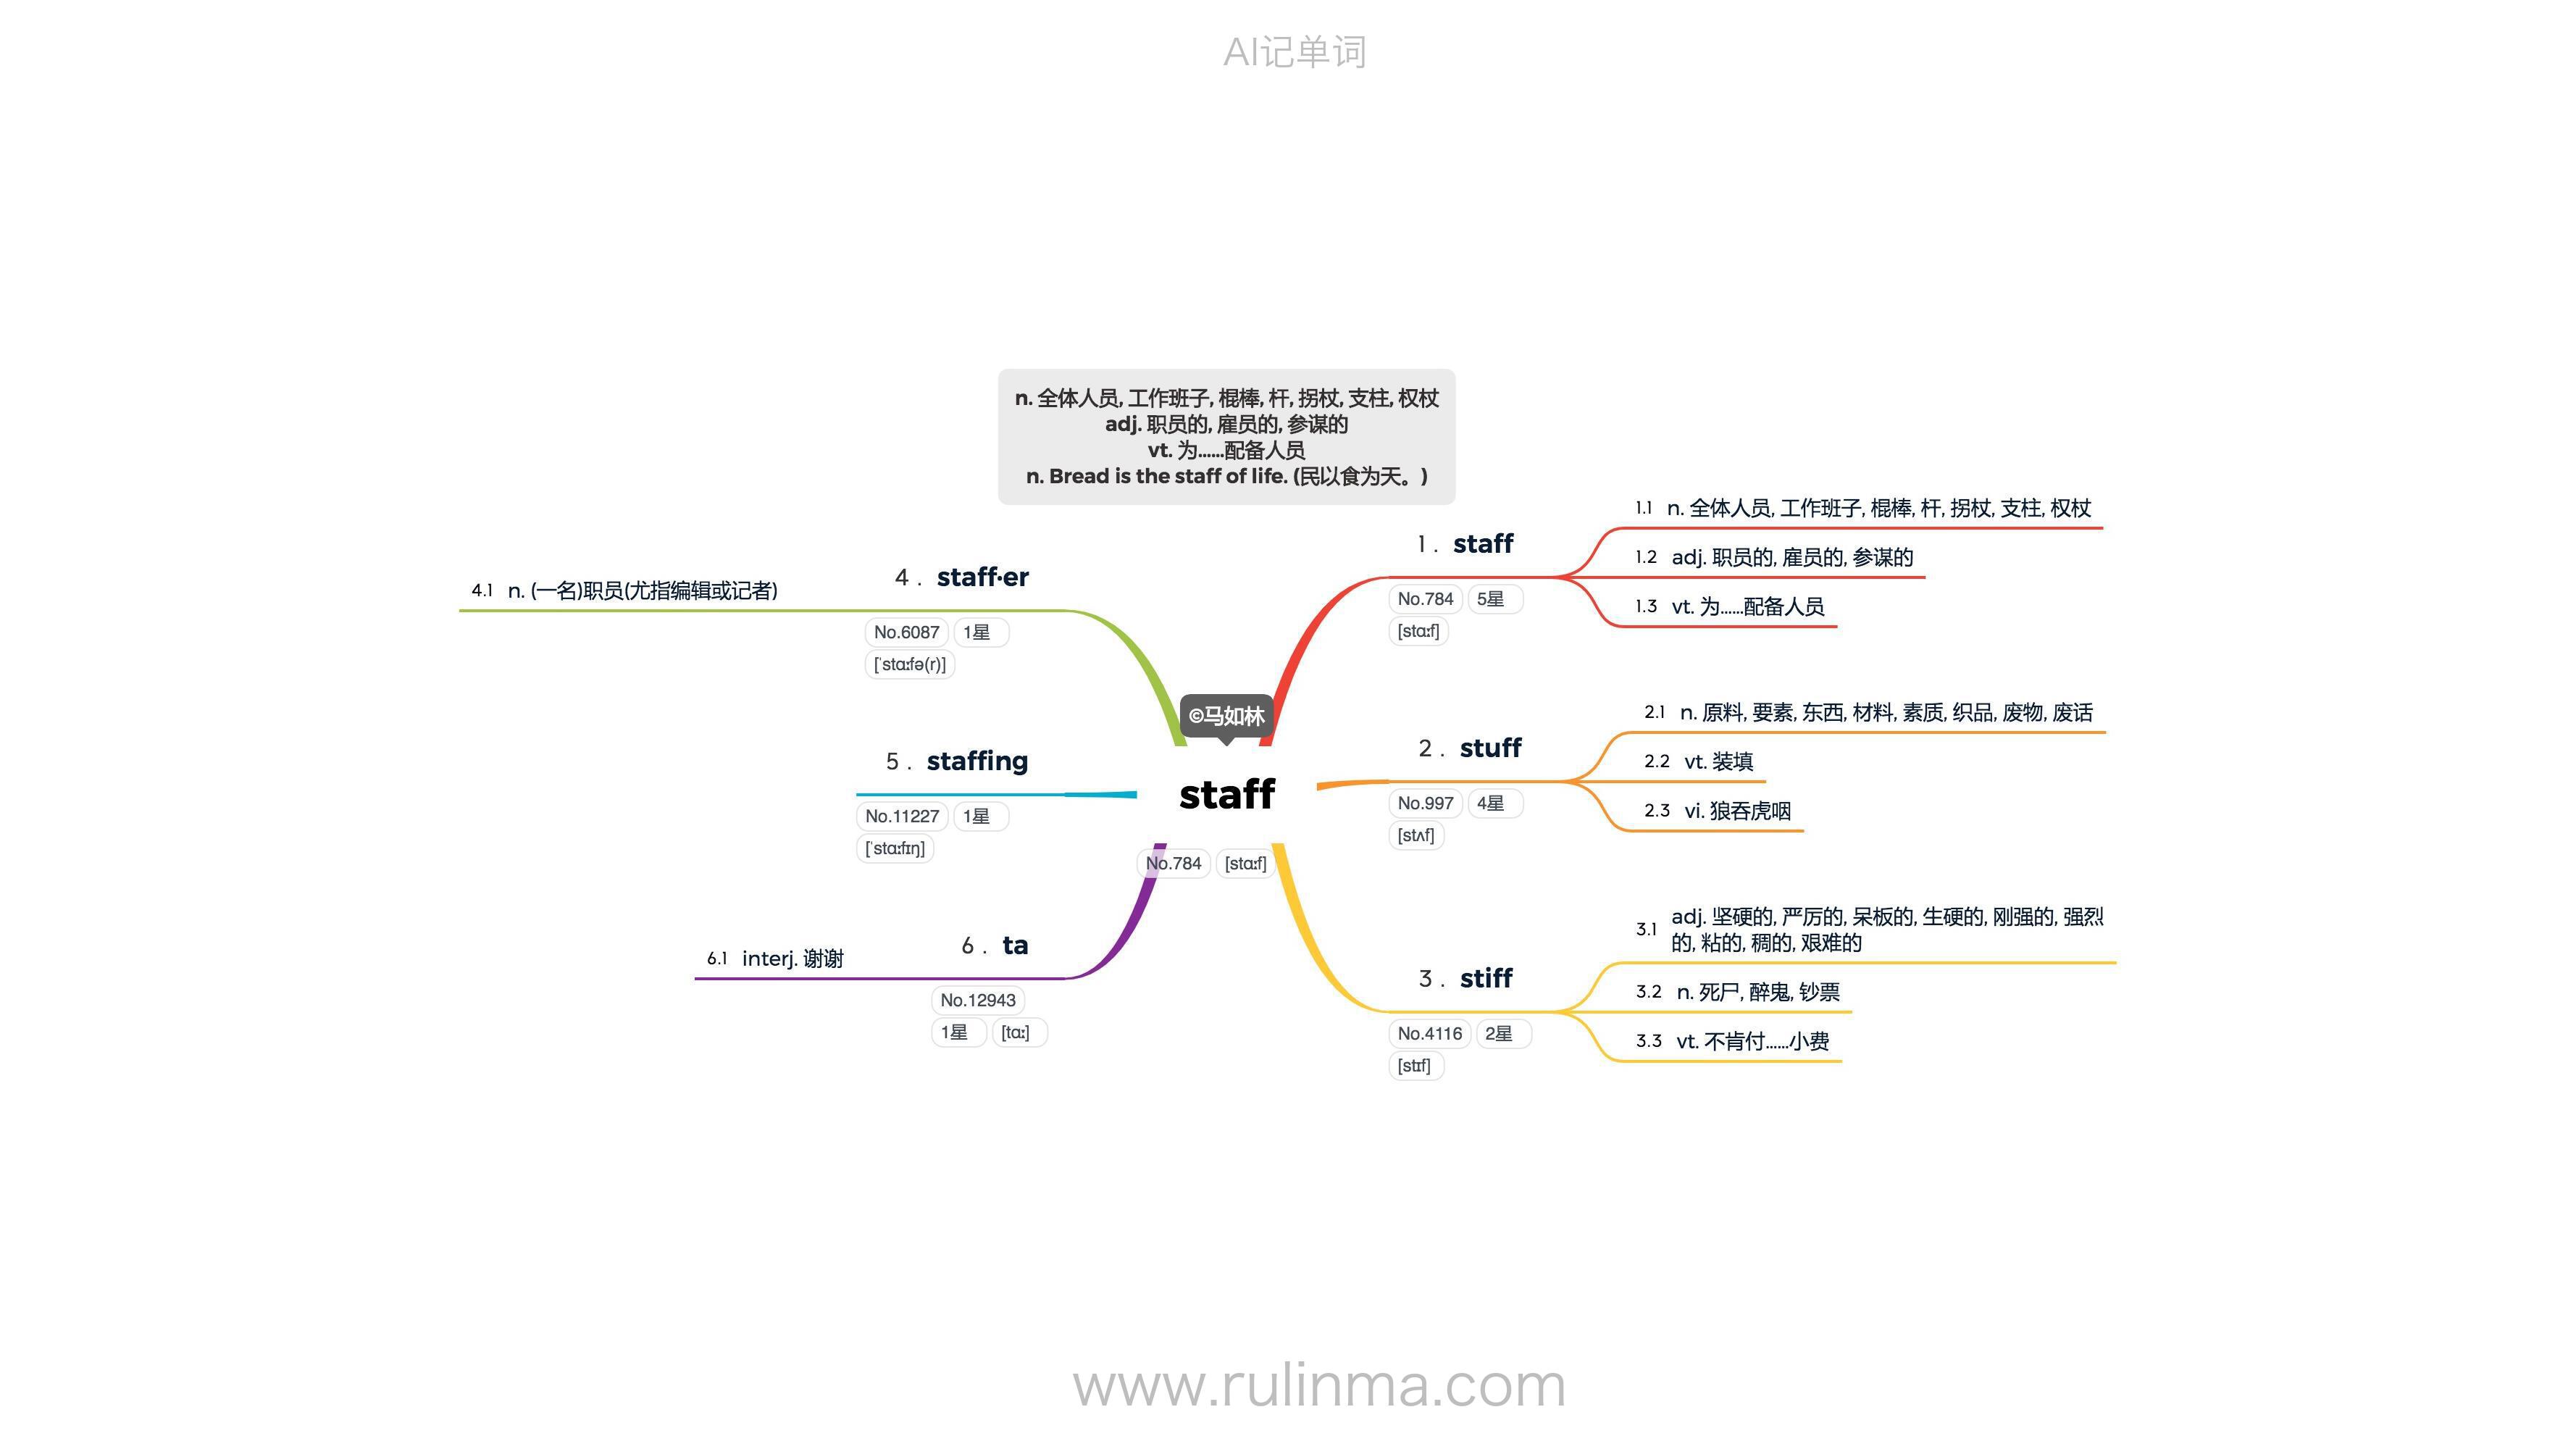 AI记单词
n. 全体人员, 工作班子, 棍棒, 杆, 拐杖, 支柱, 权杖
adj. 职员的, 雇员的, 参谋的
vt. 为……配备人员
n. Bread is the staff of life. (民以食为天。)
©马如林
staff
No.784 [stɑːf]
1 . staff
No.784 5星
[stɑːf]
1.1 n. 全体人员, 工作班子, 棍棒, 杆, 拐杖, 支柱, 权杖
1.2 adj. 职员的, 雇员的, 参谋的
1.3 vt. 为……配备人员
2 . stuff
No.997 4星
[stʌf]
2.1 n. 原料, 要素, 东西, 材料, 素质, 织品, 废物, 废话
2.2 vt. 装填
2.3 vi. 狼吞虎咽
3 . stiff
No.4116 2星
[stɪf]
3.1 adj. 坚硬的, 严厉的, 呆板的, 生硬的, 刚强的, 强烈
的, 粘的, 稠的, 艰难的
3.2 n. 死尸, 醉鬼, 钞票
3.3 vt. 不肯付……小费
4 . staff·er
No.6087 1星
[ˈstɑːfə(r)]
4.1 n. (一名)职员(尤指编辑或记者)
5 . staffing
No.11227 1星
[ˈstɑːfɪŋ]
6 . ta
No.12943
1星 [tɑː]
6.1 interj. 谢谢
www.rulinma.com